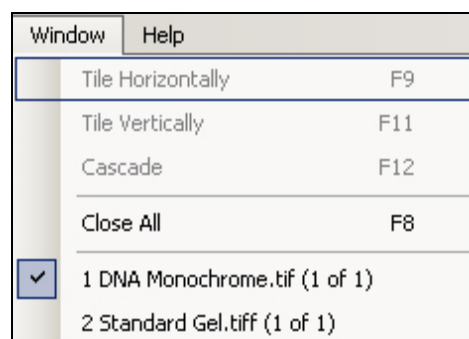 Window Help
Tile Horizontally F9
Tile Vertically F11
Cascade F12
Close All F8
1 DNA Monochrome.tif (1 of 1)
2 Standard Gel.tiff (1 of 1)